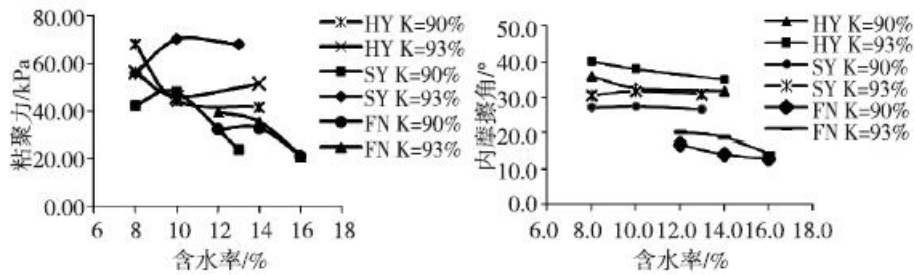 粘聚力/kPa
80.00
60.00
40.00
20.00
0.00
6 8 10 12 14 16 18
含水率/%
HY K=90%
HY K=93%
SY K=90%
SY K=93%
FN K=90%
FN K=93%
内摩擦角/°
50.0
40.0
30.0
20.0
10.0
0.0
6.0 8.0 10.0 12.0 14.0 16.0 18.0
含水率/%
HY K=90%
HY K=93%
SY K=90%
SY K=93%
FN K=90%
FN K=93%